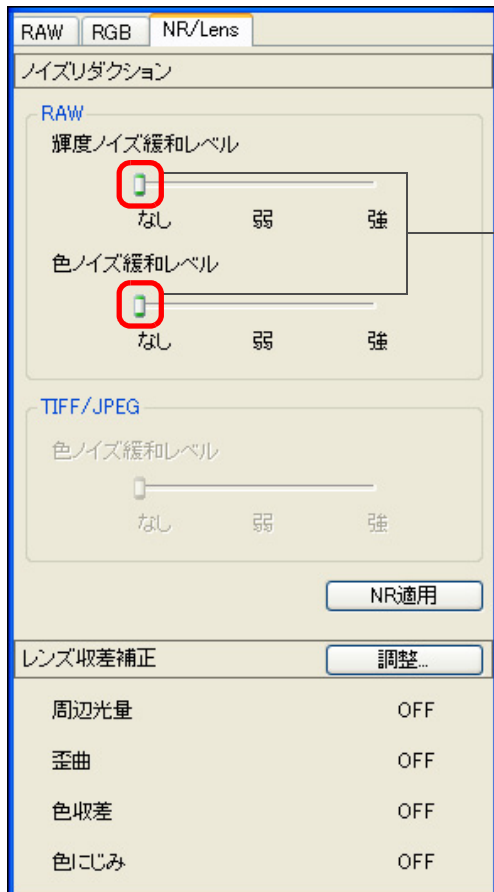 RAW RGB NR/Lens
ノイズリダクション
RAW
輝度ノイズ緩和レベル
なし 弱 強
色ノイズ緩和レベル
なし 弱 強
TIFF/JPEG
色ノイズ緩和レベル
なし 弱 強
NR適用
レンズ収差補正 調整...
周辺光量 OFF
歪曲 OFF
色収差 OFF
色にじみ OFF